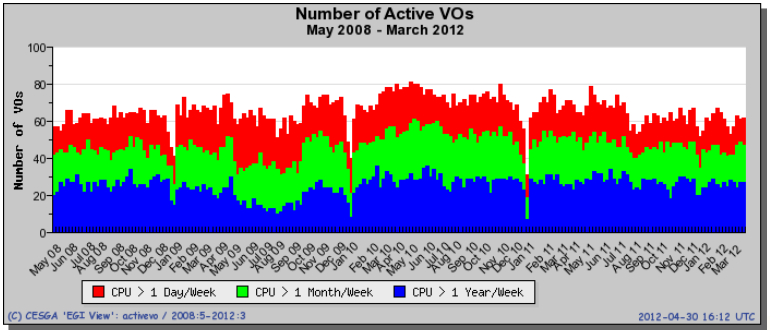 Number of Active VOs
May 2008 - March 2012
Number of VOs
100
80
60
40
20
0
May 08
Jun 08
Jul 08
Aug 08
Sep 08
Oct 08
Nov 08
Dec 08
Jan 09
Feb 09
Mar 09
Apr 09
May 09
Jun 09
Jul 09
Aug 09
Sep 09
Oct 09
Nov 09
Dec 09
Jan 10
Feb 10
Mar 10
Apr 10
May 10
Jun 10
Jul 10
Aug 10
Sep 10
Oct 10
Nov 10
Dec 10
Jan 11
Feb 11
Mar 11
Apr 11
May 11
Jun 11
Jul 11
Aug 11
Sep 11
Oct 11
Nov 11
Dec 11
Jan 12
Feb 12
Mar 12
CPU > 1 Day/Week
CPU > 1 Month/Week
CPU > 1 Year/Week
(C) CESGA 'EGI View': activevo / 2008:5-2012:3
2012-04-30 16:12 UTC